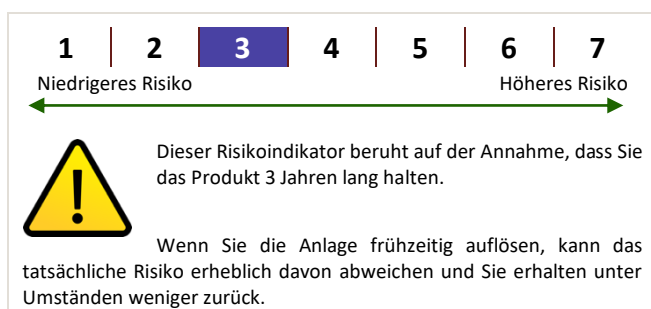 1 2 3 4 5 6 7
Niedrigeres Risiko Höheres Risiko
Dieser Risikoindikator beruht auf der Annahme, dass Sie
das Produkt 3 Jahren lang halten.
Wenn Sie die Anlage frühzeitig auflösen, kann das
tatsächliche Risiko erheblich davon abweichen und Sie erhalten unter
Umständen weniger zurück.